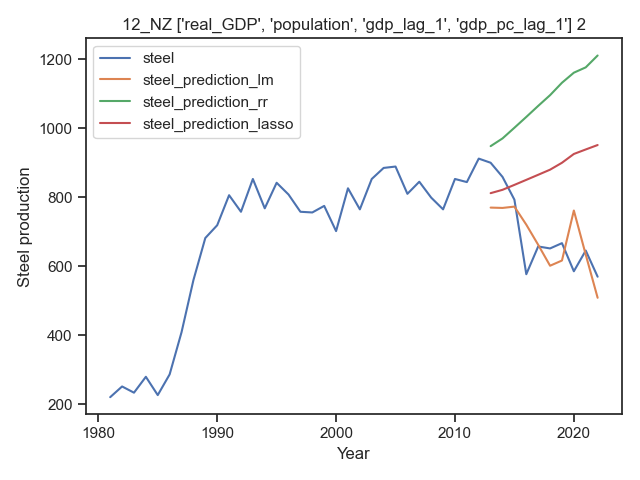 12_NZ ['real_GDP', 'population', 'gdp_lag_1', 'gdp_pc_lag_1'] 2
steel
steel_prediction_lm
steel_prediction_rr
steel_prediction_lasso
1200
1000
800
600
400
200
Steel production
1980
1990
2000
2010
2020
Year